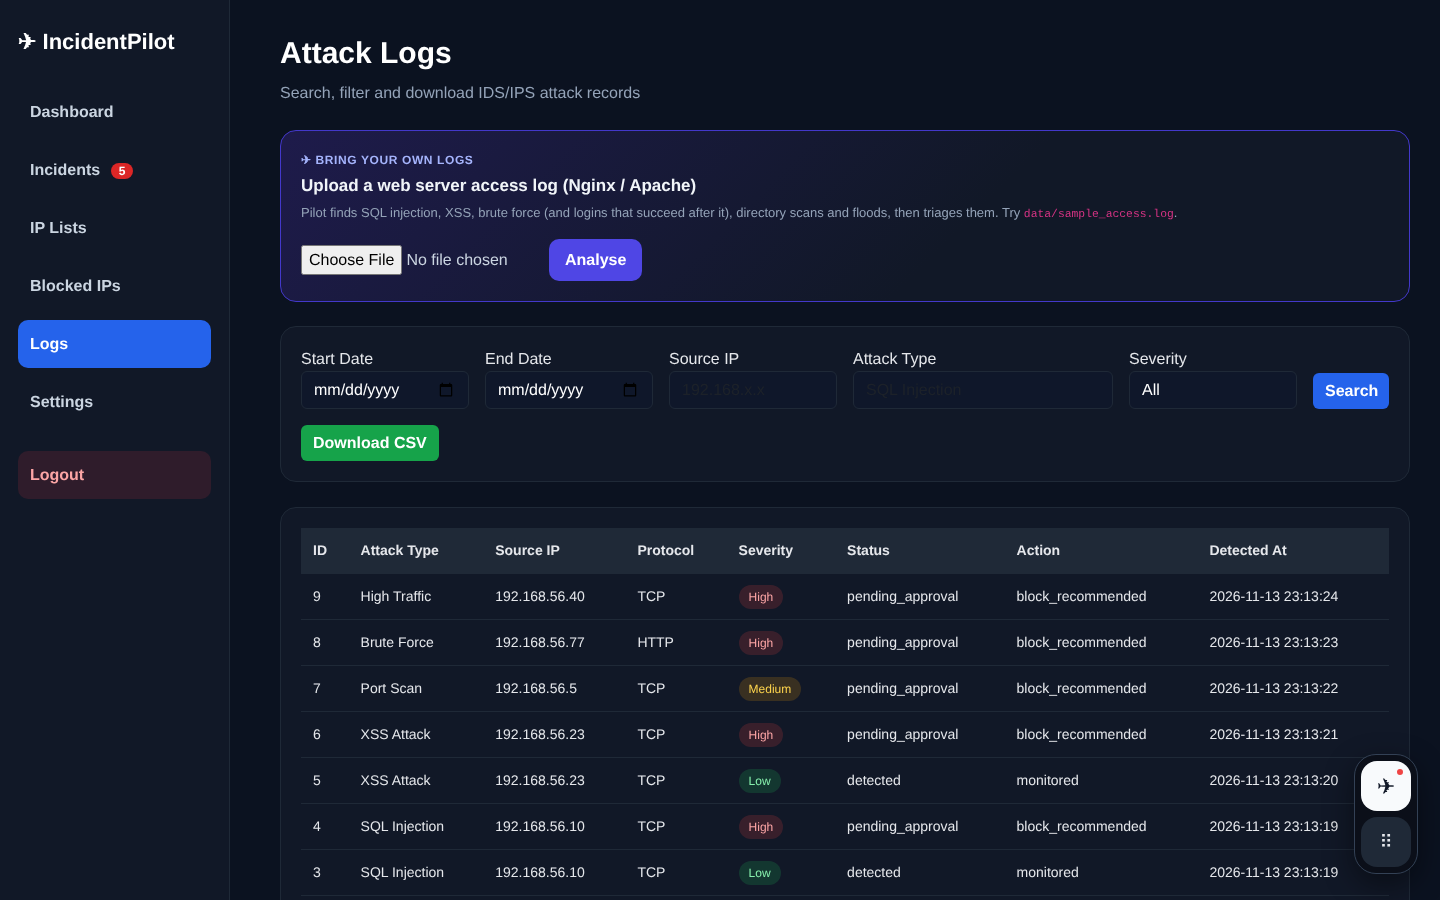 ✈ IncidentPilot
Dashboard
Incidents 5
IP Lists
Blocked IPs
Logs
Settings
Logout
Attack Logs
Search, filter and download IDS/IPS attack records
✈ BRING YOUR OWN LOGS
Upload a web server access log (Nginx / Apache)
Pilot finds SQL injection, XSS, brute force (and logins that succeed after it), directory scans and floods, then triages them. Try data/sample_access.log.
Choose File No file chosen Analyse
Start Date End Date Source IP Attack Type Severity
mm/dd/yyyy mm/dd/yyyy 192.168.x.x SQL Injection All Search
Download CSV
ID Attack Type Source IP Protocol Severity Status Action Detected At
9 High Traffic 192.168.56.40 TCP High pending_approval block_recommended 2026-11-13 23:13:24
8 Brute Force 192.168.56.77 HTTP High pending_approval block_recommended 2026-11-13 23:13:23
7 Port Scan 192.168.56.5 TCP Medium pending_approval block_recommended 2026-11-13 23:13:22
6 XSS Attack 192.168.56.23 TCP High pending_approval block_recommended 2026-11-13 23:13:21
5 XSS Attack 192.168.56.23 TCP Low detected monitored 2026-11-13 23:13:20
4 SQL Injection 192.168.56.10 TCP High pending_approval block_recommended 2026-11-13 23:13:19
3 SQL Injection 192.168.56.10 TCP Low detected monitored 2026-11-13 23:13:19